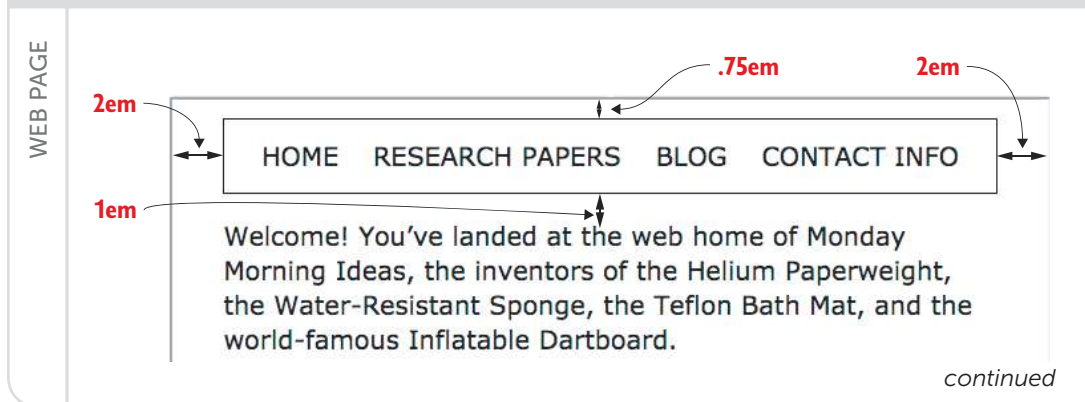 WEB PAGE
.75em
2em
2em
HOME RESEARCH PAPERS BLOG CONTACT INFO
1em
Welcome! You’ve landed at the web home of Monday
Morning Ideas, the inventors of the Helium Paperweight,
the Water-Resistant Sponge, the Teflon Bath Mat, and the
world-famous Inflatable Dartboard.
continued